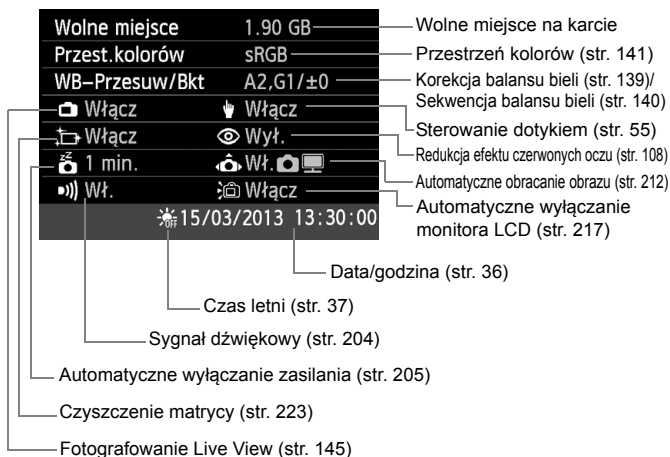 Wolne miejsce 1.90 GB
Przest.kolorów sRGB
WB–Przesuw/Bkt A2,G1/±0
Włącz Włącz
Włącz Wył.
zz 1 min. Wł.
Wł. Włącz
OFF 15/03/2013 13:30:00
Wolne miejsce na karcie
Przestrzeń kolorów (str. 141)
Korekcja balansu bieli (str. 139)/
Sekwencja balansu bieli (str. 140)
Sterowanie dotykiem (str. 55)
Redukcja efektu czerwonych oczu (str. 108)
Automatyczne obracanie obrazu (str. 212)
Automatyczne wyłączanie
monitora LCD (str. 217)
Data/godzina (str. 36)
Czas letni (str. 37)
Sygnał dźwiękowy (str. 204)
Automatyczne wyłączanie zasilania (str. 205)
Czyszczenie matrycy (str. 223)
Fotografowanie Live View (str. 145)